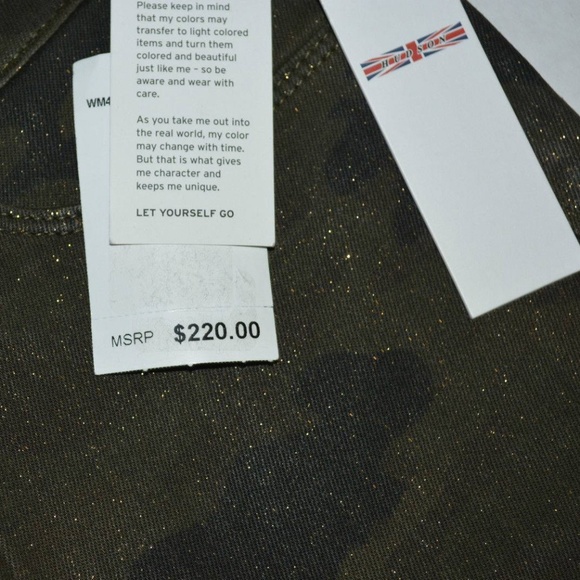 Please keep in mind
that my colors may
transfer to light colored
items and turn them
colored and beautiful
just like me – so be
aware and wear with
care.
As you take me out into
the real world, my color
may change with time.
But that is what gives
me character and
keeps me unique.
LET YOURSELF GO
WM4
MSRP $220.00
HUDSON